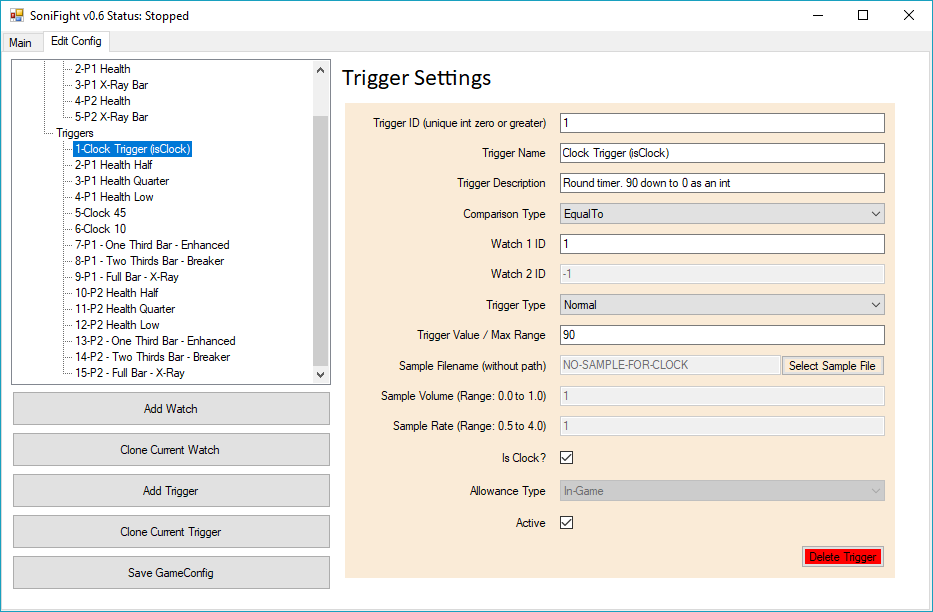 SoniFight v0.6 Status: Stopped
Main
Edit Config
2-P1 Health
3-P1 X-Ray Bar
4-P2 Health
5-P2 X-Ray Bar
Triggers
1-Clock Trigger (isClock)
2-P1 Health Half
3-P1 Health Quarter
4-P1 Health Low
5-Clock 45
6-Clock 10
7-P1 - One Third Bar - Enhanced
8-P1 - Two Thirds Bar - Breaker
9-P1 - Full Bar - X-Ray
10-P2 Health Half
11-P2 Health Quarter
12-P2 Health Low
13-P2 - One Third Bar - Enhanced
14-P2 - Two Thirds Bar - Breaker
15-P2 - Full Bar - X-Ray
Add Watch
Clone Current Watch
Add Trigger
Clone Current Trigger
Save GameConfig
Trigger Settings
Trigger ID (unique int zero or greater) 1
Trigger Name Clock Trigger (isClock)
Trigger Description Round timer. 90 down to 0 as an int
Comparison Type EqualTo
Watch 1 ID 1
Watch 2 ID -1
Trigger Type Normal
Trigger Value / Max Range 90
Sample Filename (without path) NO-SAMPLE-FOR-CLOCK Select Sample File
Sample Volume (Range: 0.0 to 1.0) 1
Sample Rate (Range: 0.5 to 4.0) 1
Is Clock?
Allowance Type In-Game
Active
Delete Trigger